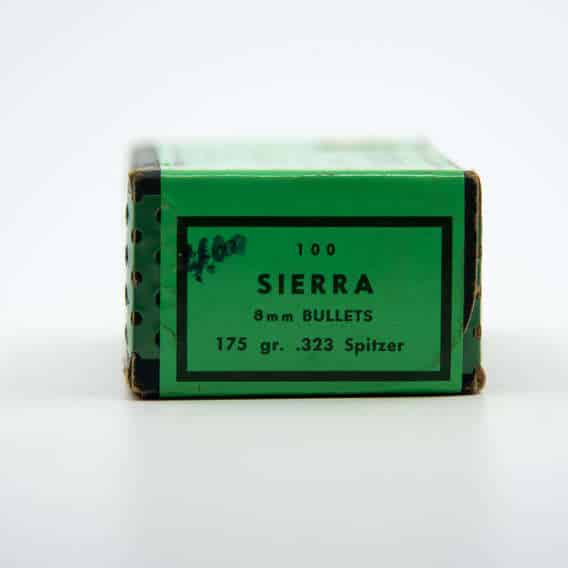 100
SIERRA
8mm BULLETS
175 gr. .323 Spitzer